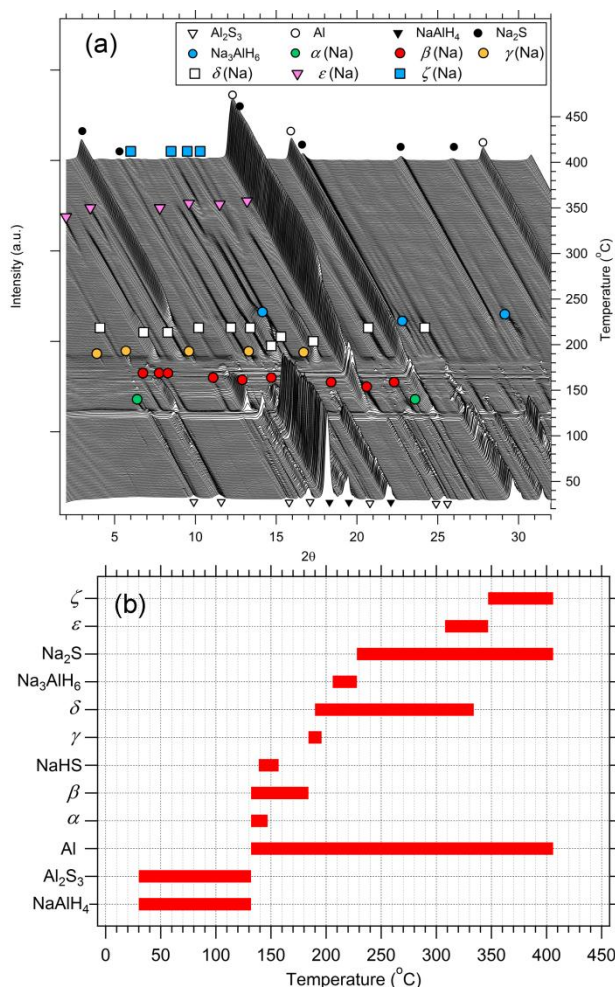 (a)
Al₂S₃ Al NaAlH₄ Na₂S
Na₃AlH₆ α(Na) β(Na) γ(Na)
δ(Na) ε(Na) ζ(Na)
Intensity (a.u.)
450
400
350
300
250
200
150
100
50
Temperature (°C)
5 10 15 20 25 30
2θ
(b)
ζ
ε
Na₂S
Na₃AlH₆
δ
γ
NaHS
β
α
Al
Al₂S₃
NaAlH₄
0 50 100 150 200 250 300 350 400 450
Temperature (°C)